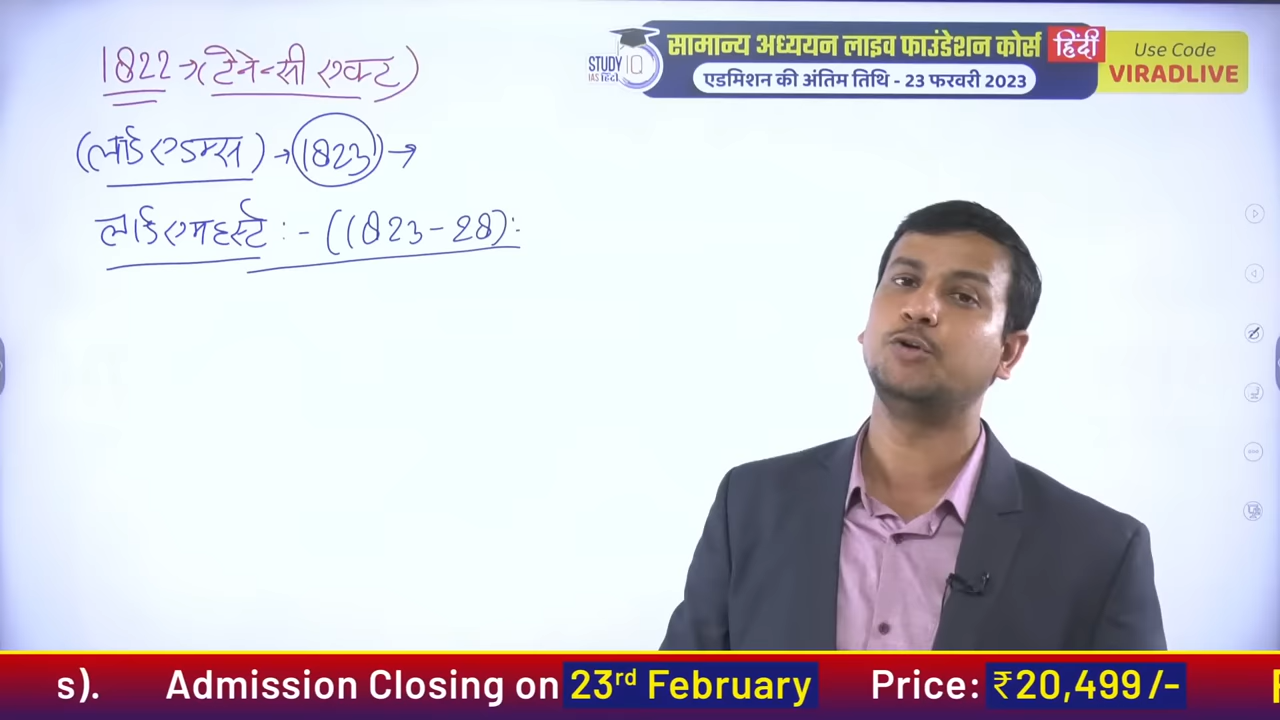 1822 → (टेनेन्सी एक्ट)
(लार्ड एडम्स) → (1823) →
लार्ड एमहर्स्ट :- ((1823-28):
STUDY IQ
IAS हिंदी
सामान्य अध्ययन लाइव फाउंडेशन कोर्स हिंदी
एडमिशन की अंतिम तिथि - 23 फरवरी 2023
Use Code
VIRADLIVE
s). Admission Closing on 23rd February Price: ₹20,499/-